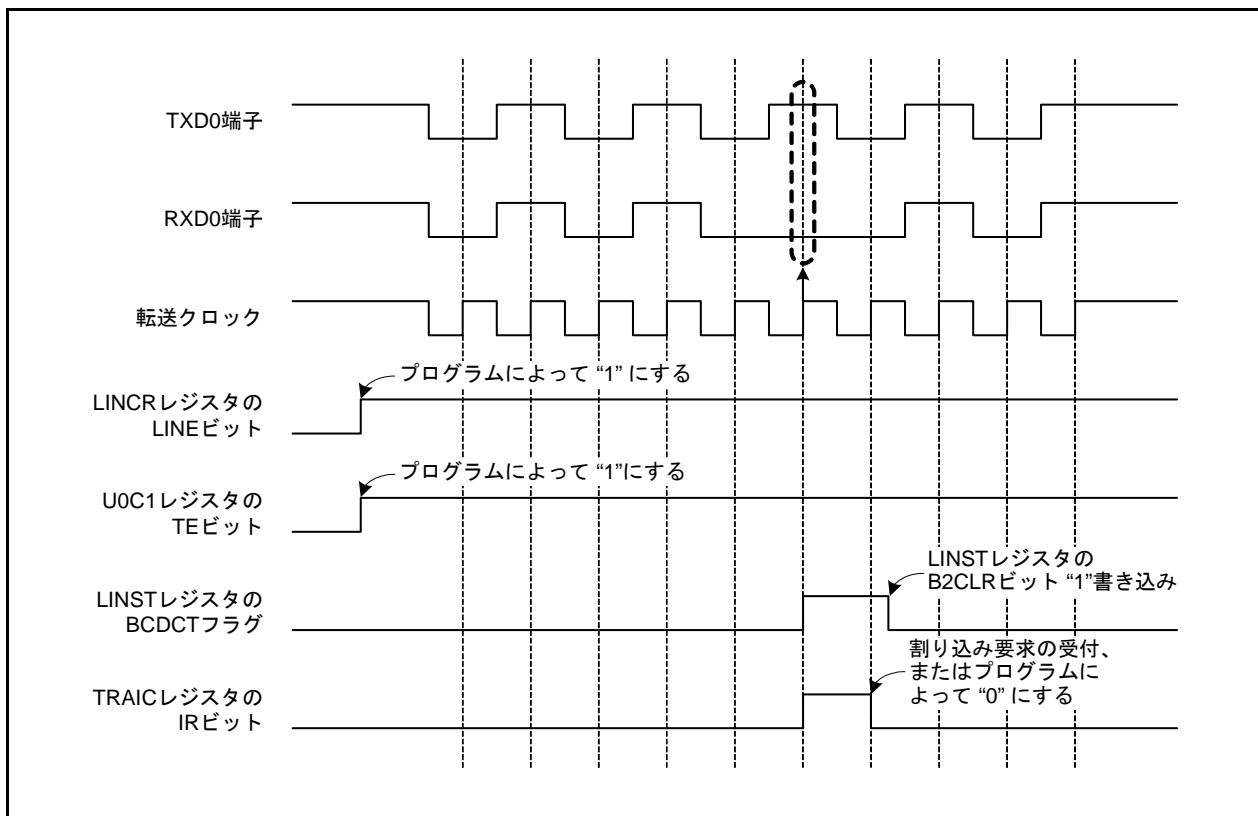 TXD0端子
RXD0端子
転送クロック
プログラムによって “1” にする
LINCRレジスタの
LINEビット
プログラムによって “1”にする
U0C1レジスタの
TEビット
LINSTレジスタの
B2CLRビット “1”書き込み
LINSTレジスタの
BCDCTフラグ
割り込み要求の受付、
またはプログラムに
よって “0” にする
TRAICレジスタの
IRビット